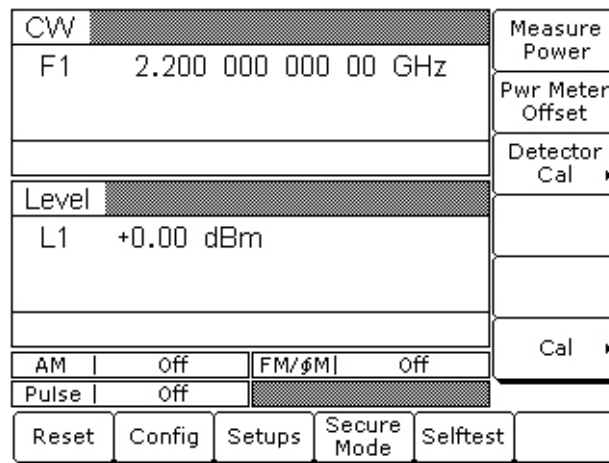 CW
F1 2.200 000 000 00 GHz
Level
L1 +0.00 dBm
AM | Off FM/ϕM| Off
Pulse | Off
Measure
Power
Pwr Meter
Offset
Detector
Cal
Cal
Reset Config Setups Secure
Mode Selftest